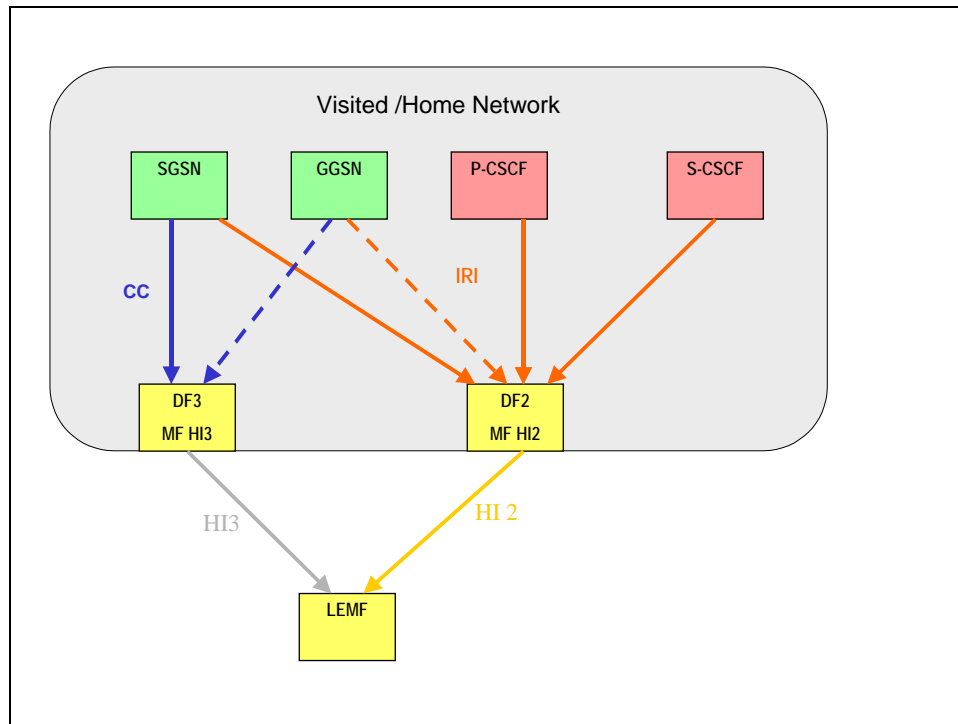 Visited /Home Network
SGSN
GGSN
P-CSCF
S-CSCF
CC
IRI
DF3
MF HI3
DF2
MF HI2
HI3
HI 2
LEMF